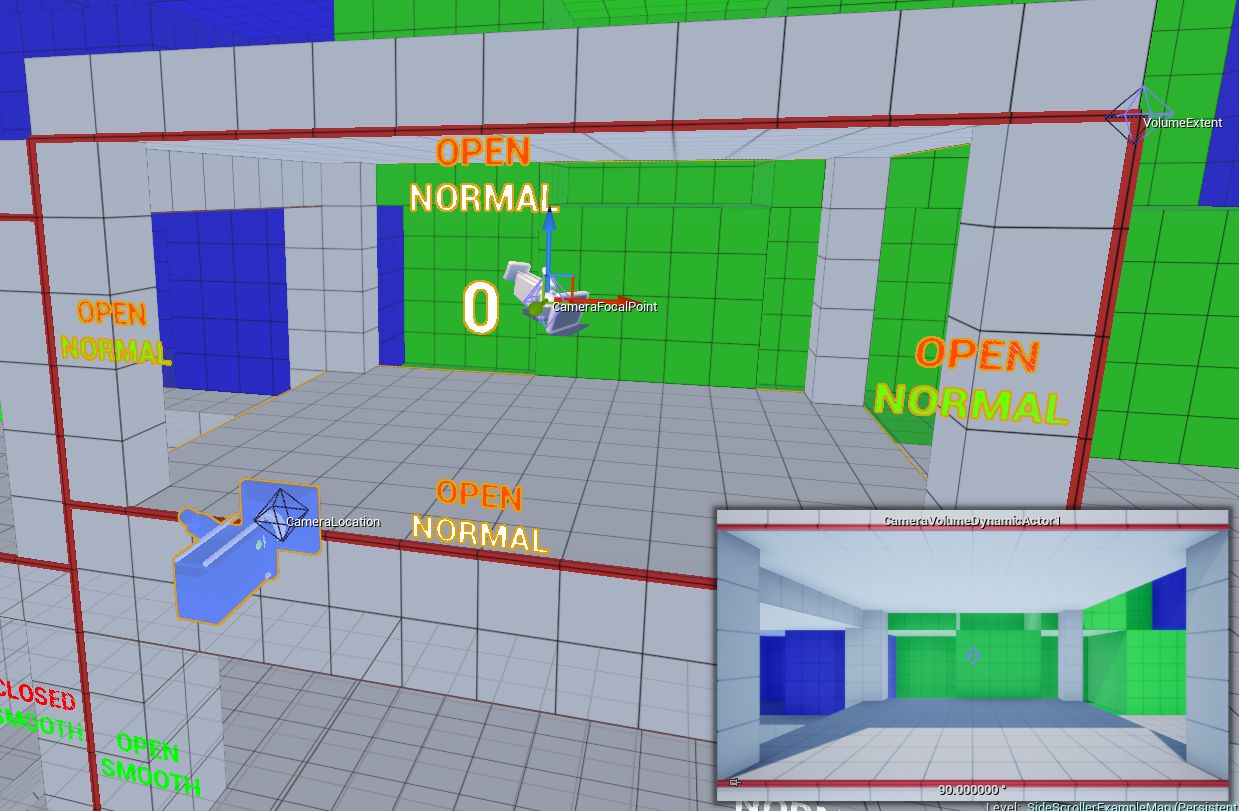 VolumeExtent
OPEN
NORMAL
0
CameraFocalPoint
OPEN
NORMAL
OPEN
NORMAL
CameraLocation
OPEN
NORMAL
CameraVolumeDynamicActor1
CLOSED
SMOOTH
OPEN
SMOOTH
90.000000 °
NORMAL
Level: SideScrollerExampleMap (Persistent